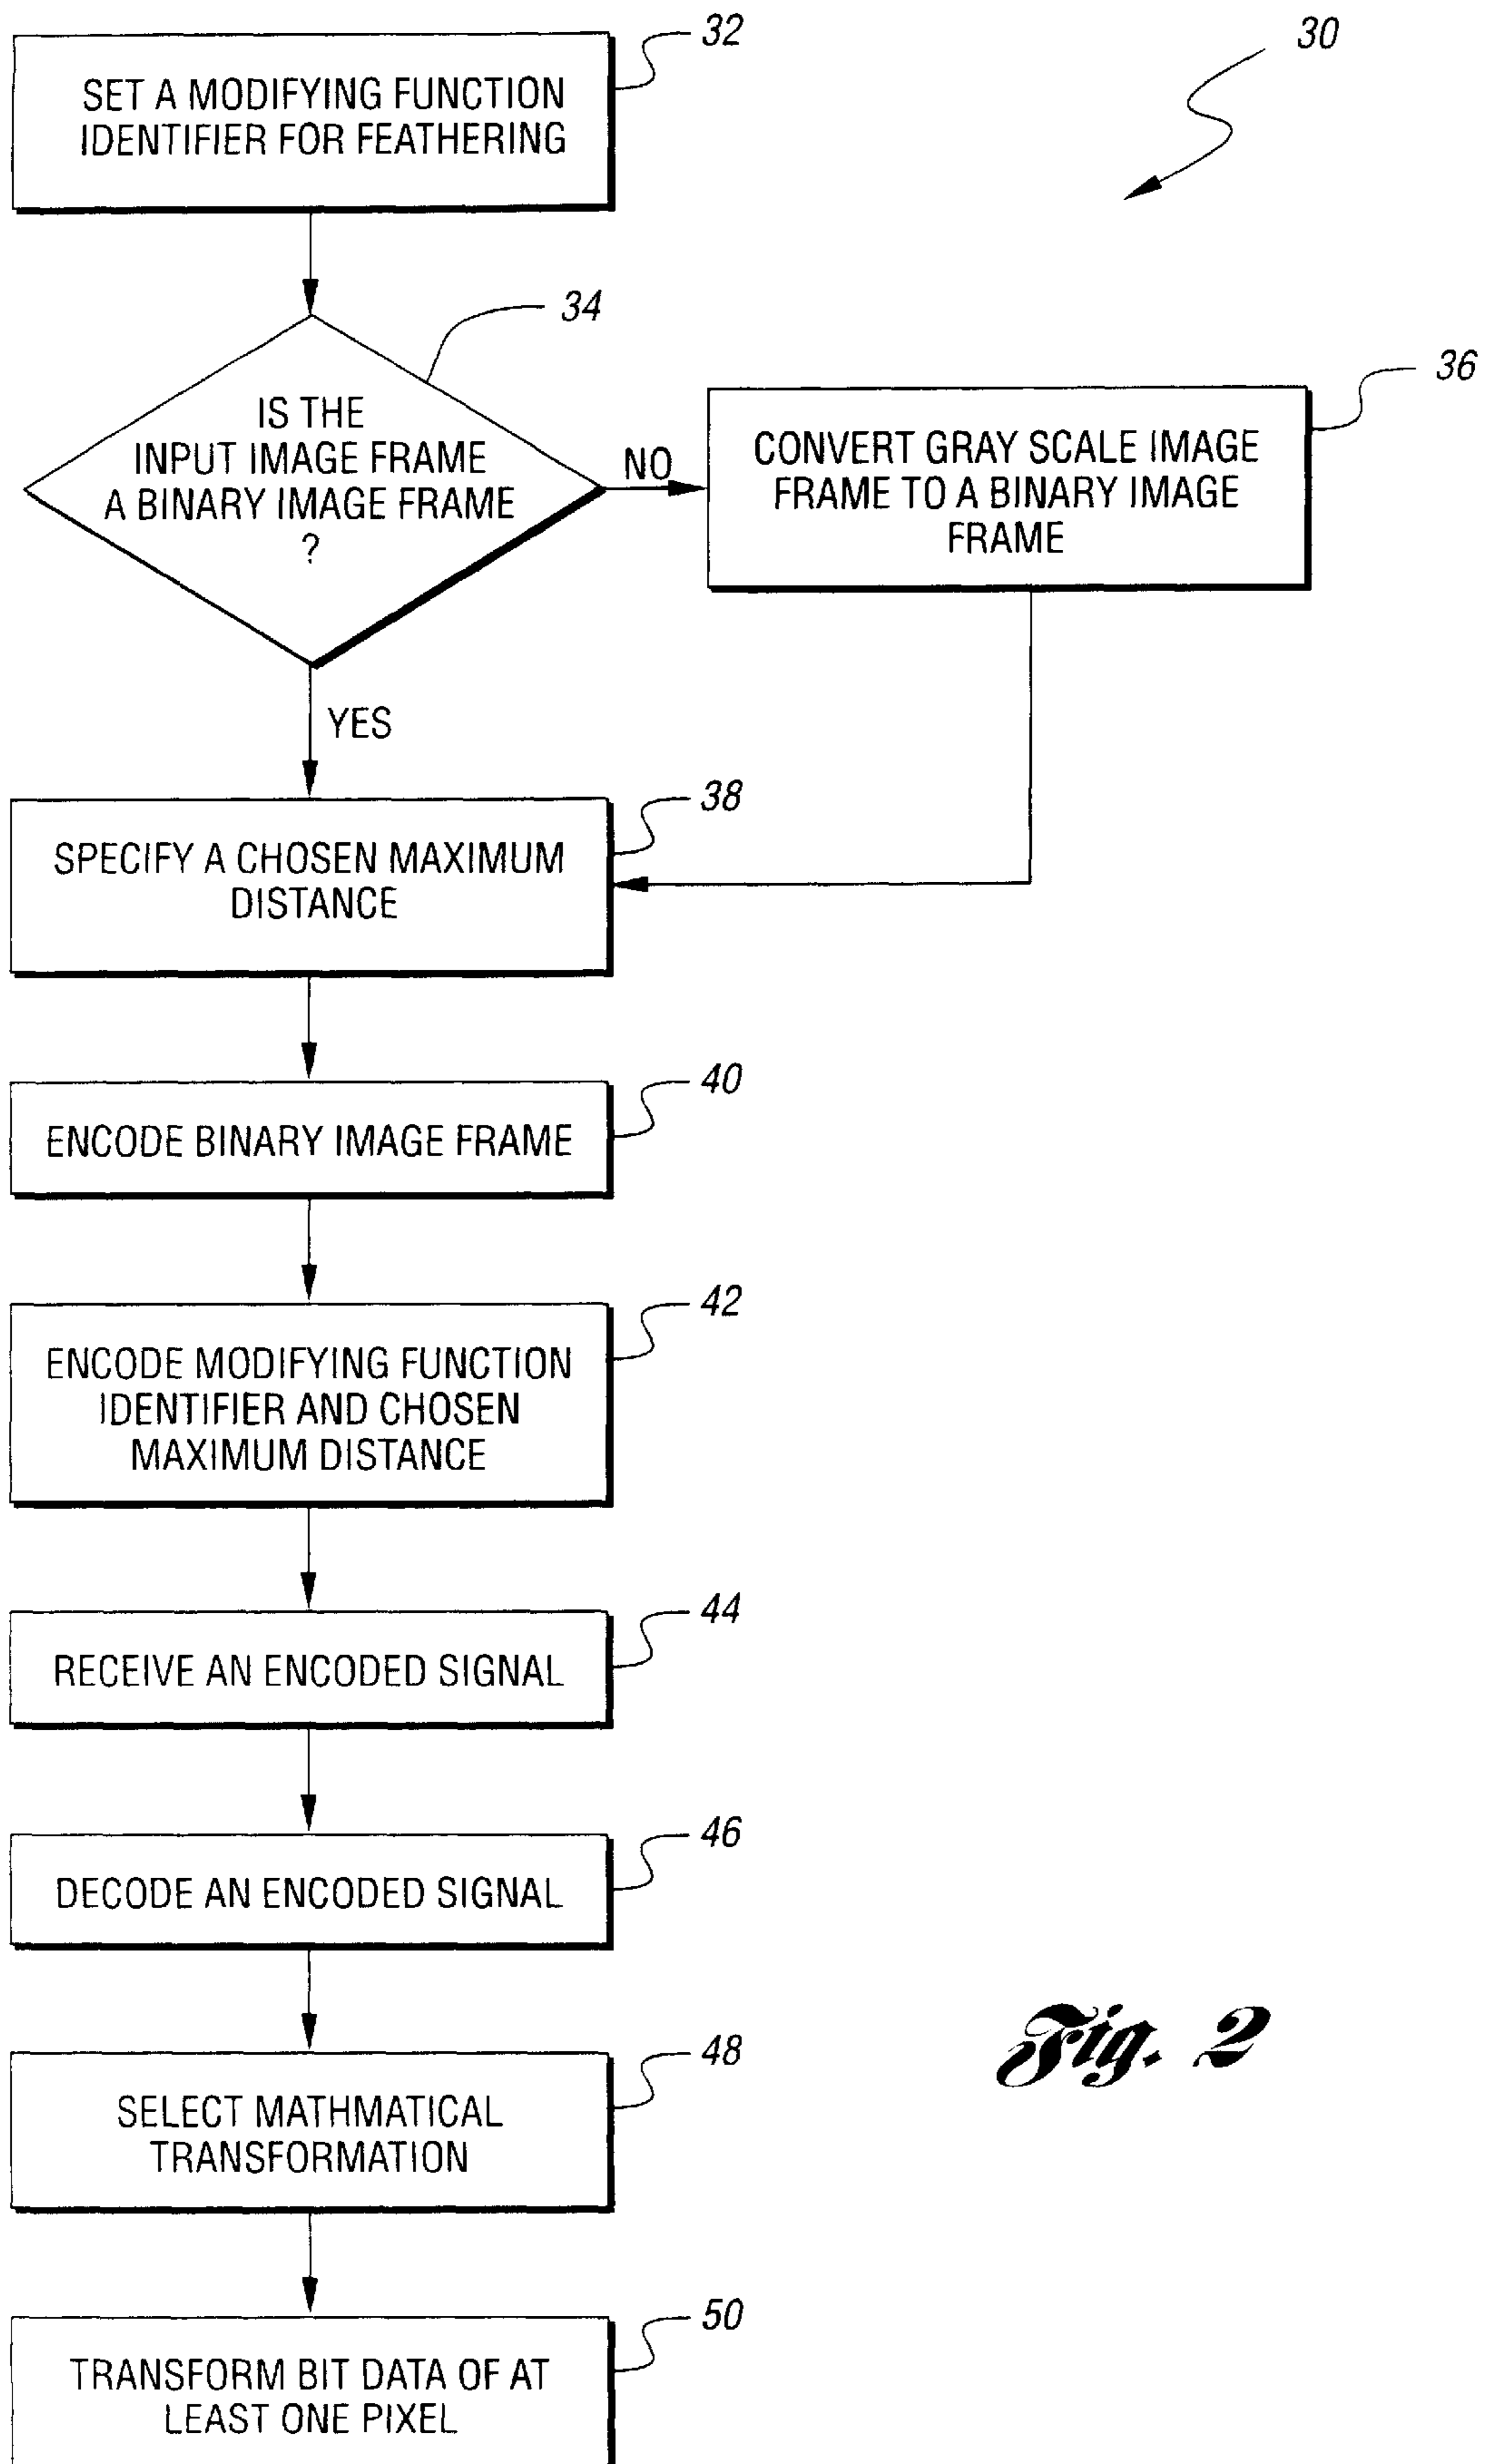 32
30
SET A MODIFYING FUNCTION
IDENTIFIER FOR FEATHERING
34
IS THE
INPUT IMAGE FRAME
A BINARY IMAGE FRAME
?
NO
36
CONVERT GRAY SCALE IMAGE
FRAME TO A BINARY IMAGE
FRAME
YES
38
SPECIFY A CHOSEN MAXIMUM
DISTANCE
40
ENCODE BINARY IMAGE FRAME
42
ENCODE MODIFYING FUNCTION
IDENTIFIER AND CHOSEN
MAXIMUM DISTANCE
44
RECEIVE AN ENCODED SIGNAL
46
DECODE AN ENCODED SIGNAL
48
SELECT MATHMATICAL
TRANSFORMATION
Fig. 2
50
TRANSFORM BIT DATA OF AT
LEAST ONE PIXEL